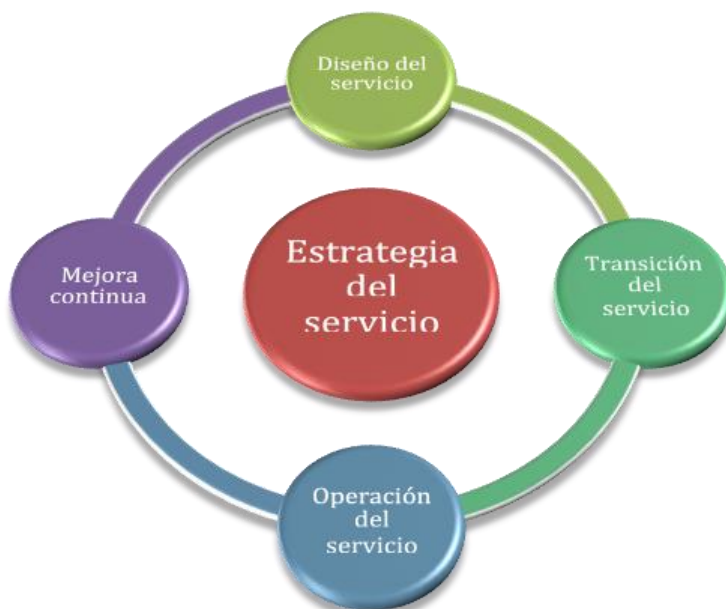 Diseño del
servicio
Estrategia
del
servicio
Transición
del
servicio
Mejora
continua
Operación
del
servicio